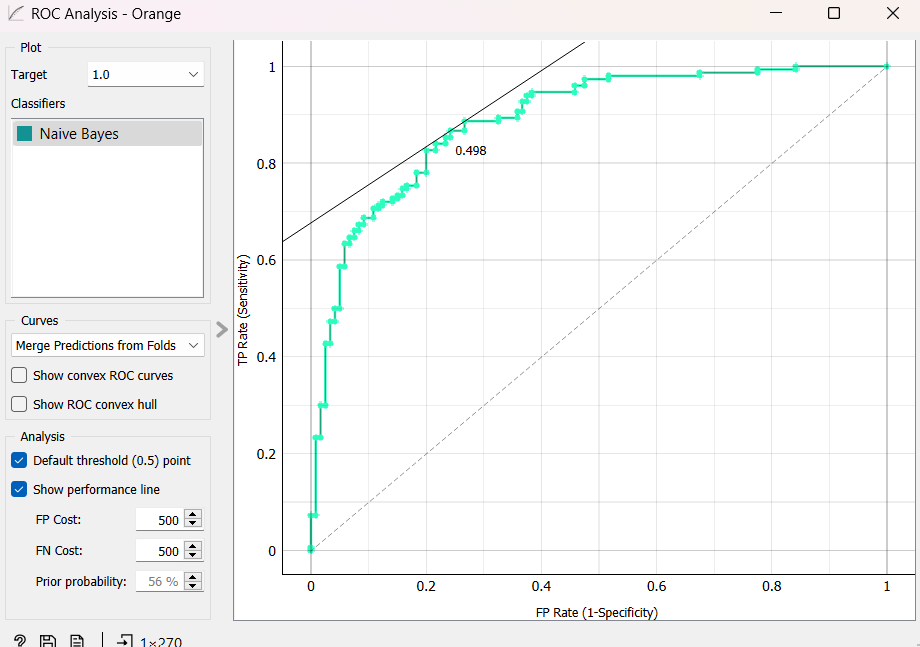 ROC Analysis - Orange
Plot
Target 1.0
Classifiers
Naive Bayes
Curves
Merge Predictions from Folds
Show convex ROC curves
Show ROC convex hull
Analysis
Default threshold (0.5) point
Show performance line
FP Cost: 500
FN Cost: 500
Prior probability: 56 %
? 1×270
TP Rate (Sensitivity)
1
0.8
0.6
0.4
0.2
0
0.498
0 0.2 0.4 0.6 0.8 1
FP Rate (1-Specificity)